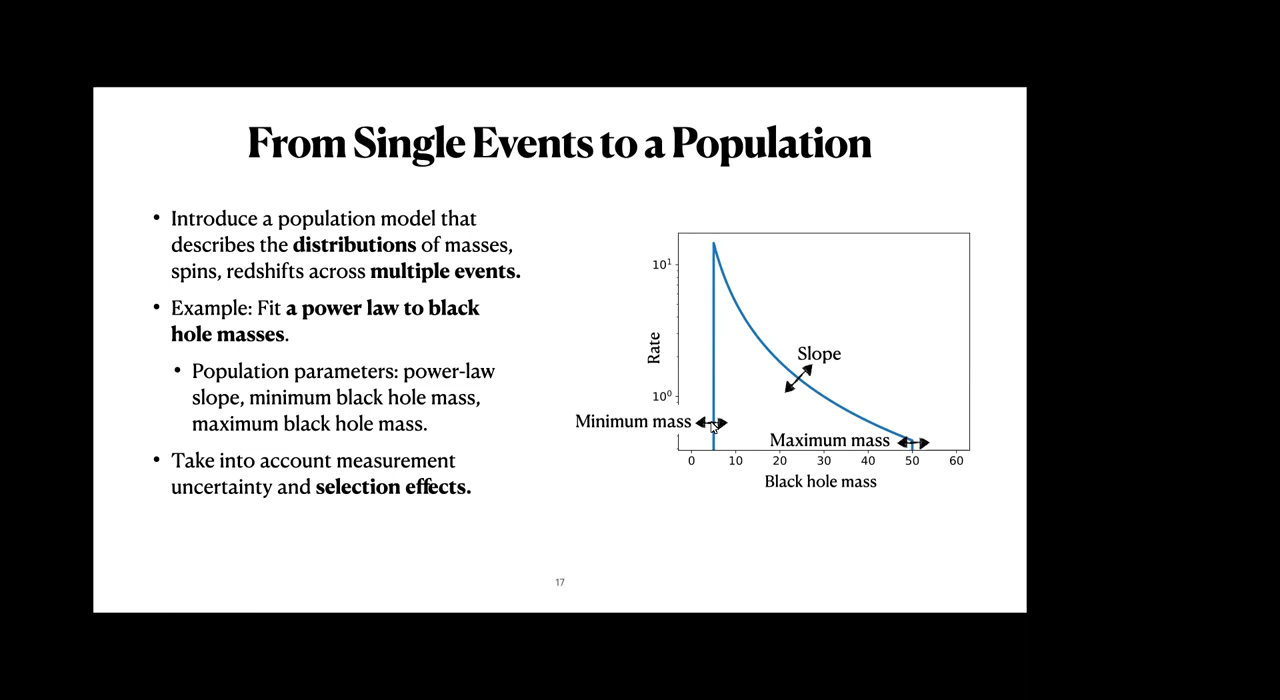 From Single Events to a Population
• Introduce a population model that
describes the distributions of masses,
spins, redshifts across multiple events.
• Example: Fit a power law to black
hole masses.
• Population parameters: power-law
slope, minimum black hole mass,
maximum black hole mass.
• Take into account measurement
uncertainty and selection effects.
10¹
Rate
Slope
10⁰
Minimum mass
Maximum mass
0 10 20 30 40 50 60
Black hole mass
17